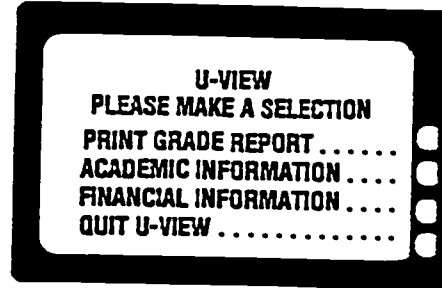 U-VIEW
PLEASE MAKE A SELECTION
PRINT GRADE REPORT . . . . . .
ACADEMIC INFORMATION . . . .
FINANCIAL INFORMATION . . . .
QUIT U-VIEW . . . . . . . . . . . . .